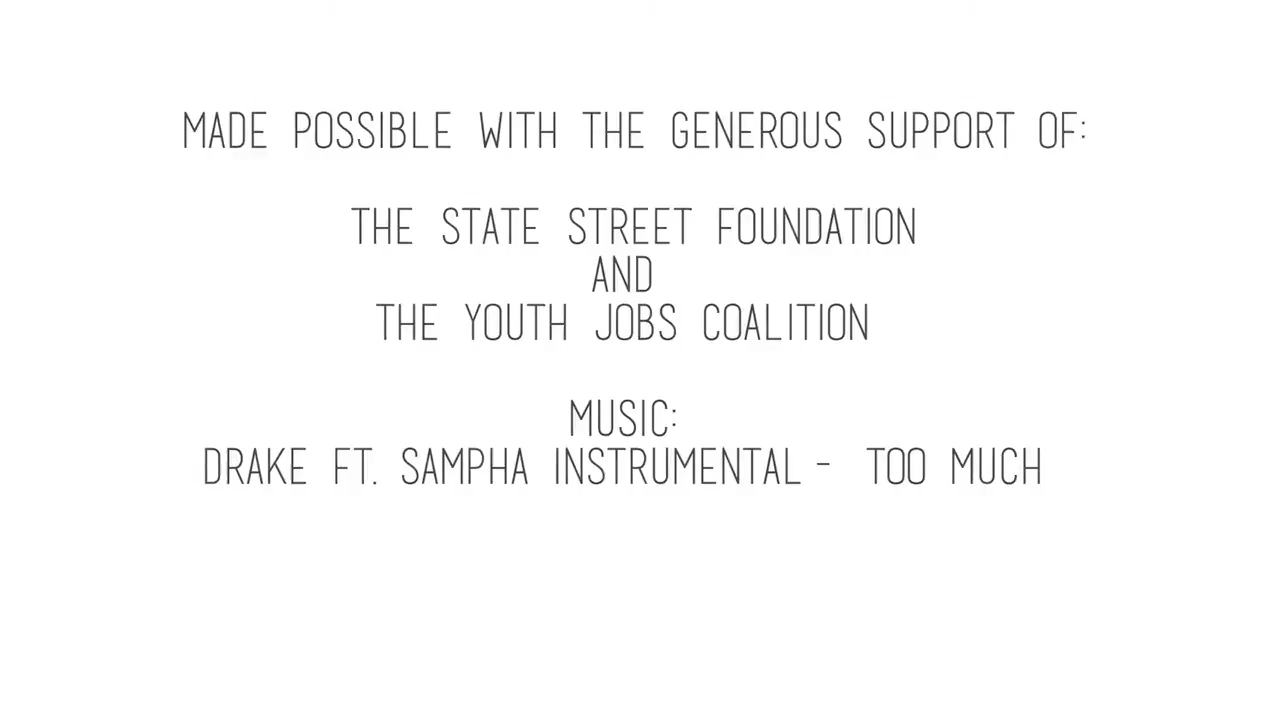 MADE POSSIBLE WITH THE GENEROUS SUPPORT OF:
THE STATE STREET FOUNDATION
AND
THE YOUTH JOBS COALITION
MUSIC:
DRAKE FT. SAMPHA INSTRUMENTAL - TOO MUCH